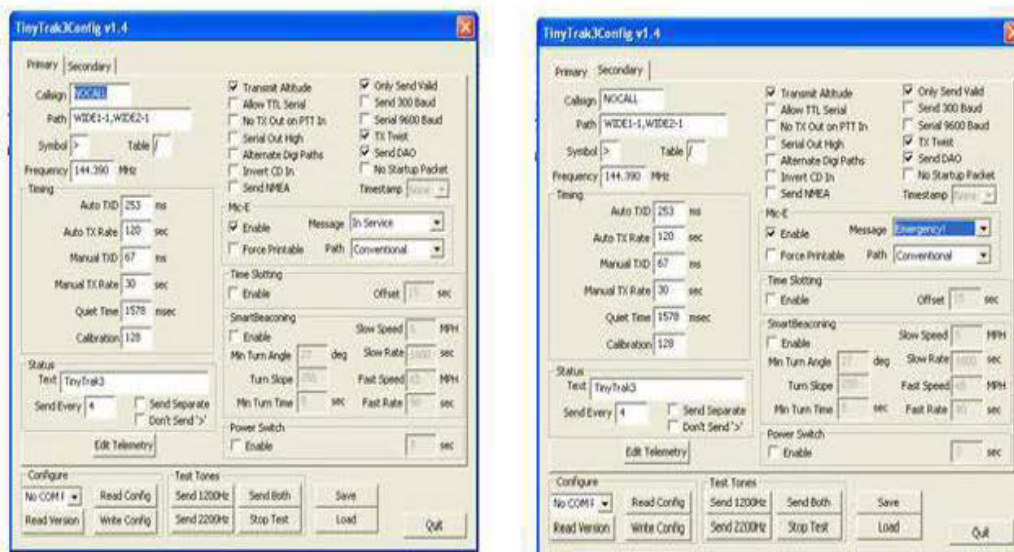 TinyTrak3Config v1.4
Primary Secondary
Callsign NOCALL
Path WIDE1-1,WIDE2-1
Symbol > Table /
Frequency 144.390 MHz
Transmit Altitude
Allow TTL Serial
No TX Out on PTT In
Serial Out High
Alternate Digi Paths
Invert CD In
Send NMEA
Only Send Valid
Send 300 Baud
Serial 9600 Baud
TX Twist
Send DAO
No Startup Packet
Timestamp None
Timing
Auto TXD 253 ms
Auto TX Rate 120 sec
Manual TXD 67 ms
Manual TX Rate 30 sec
Quiet Time 1578 msec
Calibration 128
Mic-E
Enable Message In Service
Force Printable Path Conventional
Time Slotting
Enable Offset 15 sec
SmartBeaconing
Enable Slow Speed 5 MPH
Min Turn Angle 27 deg Slow Rate 1800 sec
Turn Slope 255 Fast Speed MPH
Min Turn Time 5 sec Fast Rate sec
Status
Text TinyTrak3
Send Every 4 Send Separate
Don't Send '>'
Edit Telemetry
Power Switch
Enable sec
Configure
No COM Read Config
Read Version Write Config
Test Tones
Send 1200Hz Send Both
Send 2200Hz Stop Test
Save
Load
Quit
TinyTrak3Config v1.4
Primary Secondary
Callsign NOCALL
Path WIDE1-1,WIDE2-1
Symbol > Table /
Frequency 144.390 MHz
Transmit Altitude
Allow TTL Serial
No TX Out on PTT In
Serial Out High
Alternate Digi Paths
Invert CD In
Send NMEA
Only Send Valid
Send 300 Baud
Serial 9600 Baud
TX Twist
Send DAO
No Startup Packet
Timestamp None
Timing
Auto TXD 253 ms
Auto TX Rate 120 sec
Manual TXD 67 ms
Manual TX Rate 30 sec
Quiet Time 1578 msec
Calibration 128
Mic-E
Enable Message Emergency!
Force Printable Path Conventional
Time Slotting
Enable Offset 15 sec
SmartBeaconing
Enable Slow Speed 5 MPH
Min Turn Angle 27 deg Slow Rate 1800 sec
Turn Slope 255 Fast Speed MPH
Min Turn Time 5 sec Fast Rate sec
Status
Text TinyTrak3
Send Every 4 Send Separate
Don't Send '>'
Edit Telemetry
Power Switch
Enable sec
Configure
No COM Read Config
Read Version Write Config
Test Tones
Send 1200Hz Send Both
Send 2200Hz Stop Test
Save
Load
Quit